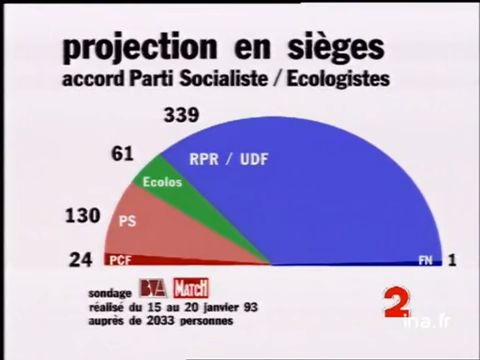 projection en sièges
accord Parti Socialiste / Ecologistes
339
61
RPR / UDF
Ecolos
130
PS
24
PCF
FN
1
sondage BVA MATCH
réalisé du 15 au 20 janvier 93
auprès de 2033 personnes
2
ina.fr